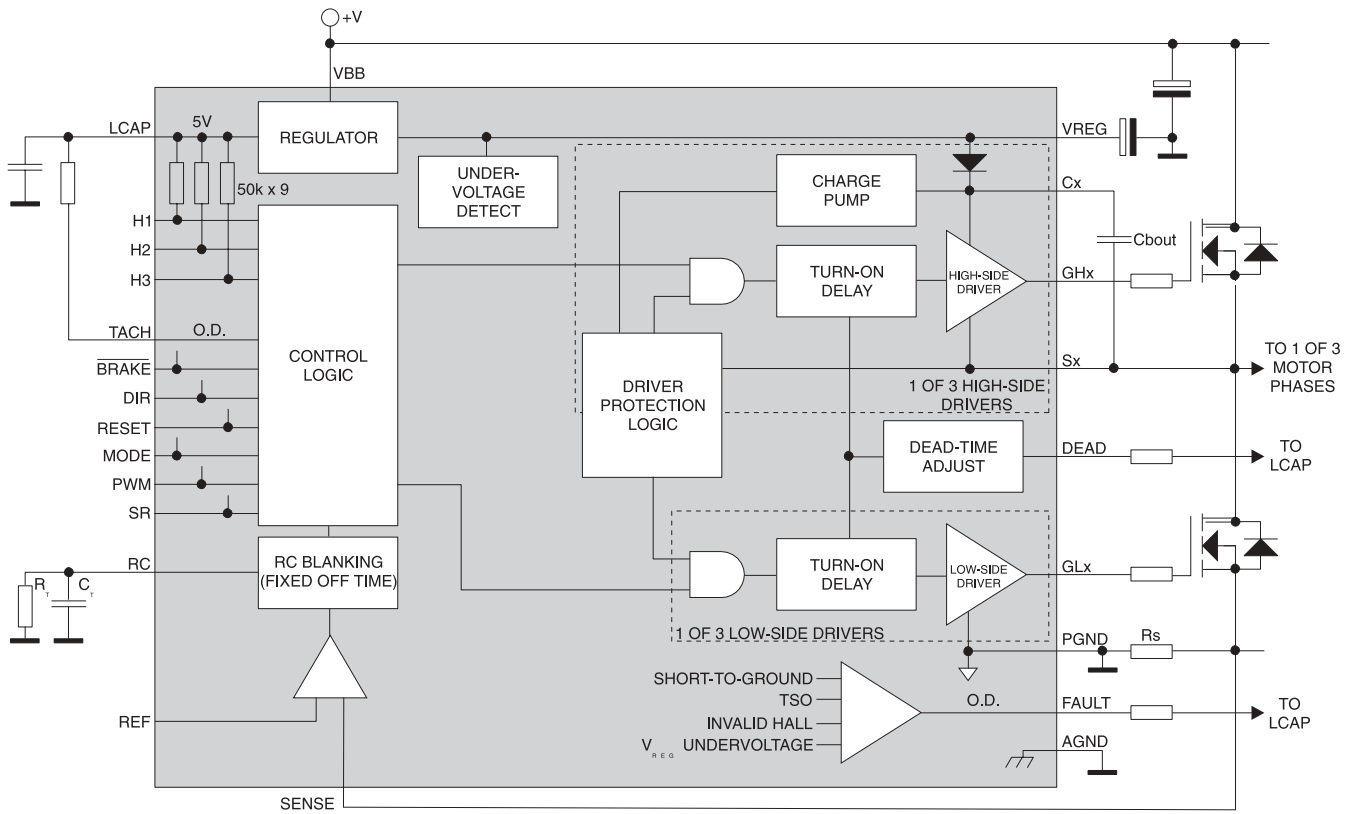 +V
VBB
LCAP
5V
REGULATOR
VREG
UNDER-
VOLTAGE
DETECT
CHARGE
PUMP
Cx
50k x 9
H1
H2
H3
Cbout
TURN-ON
DELAY
HIGH-SIDE
DRIVER
GHx
TACH
O.D.
CONTROL
LOGIC
BRAKE
DIR
RESET
MODE
PWM
SR
DRIVER
PROTECTION
LOGIC
Sx
1 OF 3 HIGH-SIDE
DRIVERS
TO 1 OF 3
MOTOR
PHASES
DEAD-TIME
ADJUST
DEAD
TO
LCAP
RC
RC BLANKING
(FIXED OFF TIME)
RT
CT
TURN-ON
DELAY
LOW-SIDE
DRIVER
GLx
1 OF 3 LOW-SIDE DRIVERS
PGND
Rs
SHORT-TO-GROUND
TSO
INVALID HALL
VREG UNDERVOLTAGE
O.D.
FAULT
TO
LCAP
REF
AGND
SENSE